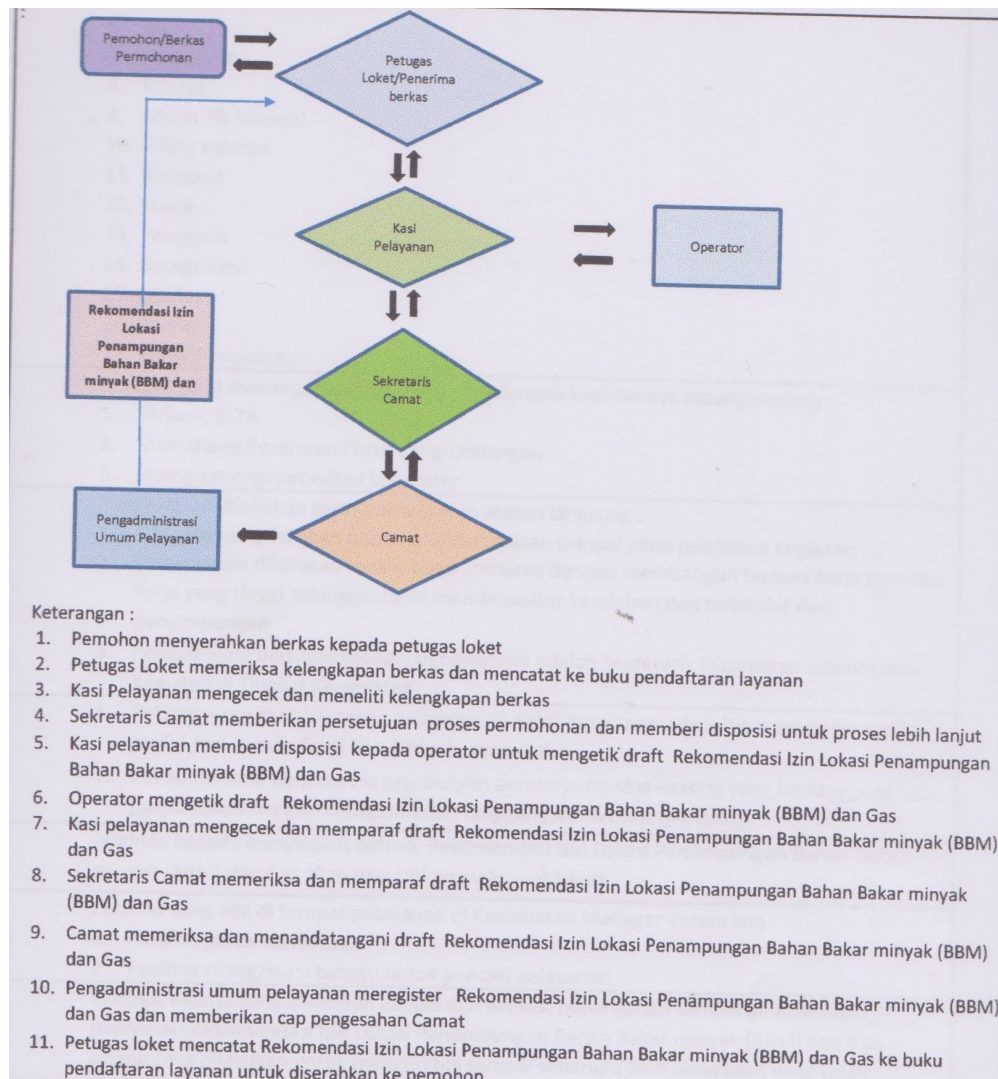 Pemohon/Berkas
Permohonan
Petugas
Loket/Penerima
berkas
Kasi
Pelayanan
Operator
Rekomendasi Izin
Lokasi
Penampungan
Bahan Bakar
minyak (BBM) dan
Sekretaris
Camat
Pengadministrasi
Umum Pelayanan
Camat
Keterangan :
1. Pemohon menyerahkan berkas kepada petugas loket
2. Petugas Loket memeriksa kelengkapan berkas dan mencatat ke buku pendaftaran layanan
3. Kasi Pelayanan mengecek dan meneliti kelengkapan berkas
4. Sekretaris Camat memberikan persetujuan proses permohonan dan memberi disposisi untuk proses lebih lanjut
5. Kasi pelayanan memberi disposisi kepada operator untuk mengetik draft Rekomendasi Izin Lokasi Penampungan
Bahan Bakar minyak (BBM) dan Gas
6. Operator mengetik draft Rekomendasi Izin Lokasi Penampungan Bahan Bakar minyak (BBM) dan Gas
7. Kasi pelayanan mengecek dan memparaf draft Rekomendasi Izin Lokasi Penampungan Bahan Bakar minyak (BBM)
dan Gas
8. Sekretaris Camat memeriksa dan memparaf draft Rekomendasi Izin Lokasi Penampungan Bahan Bakar minyak
(BBM) dan Gas
9. Camat memeriksa dan menandatangani draft Rekomendasi Izin Lokasi Penampungan Bahan Bakar minyak (BBM)
dan Gas
10. Pengadministrasi umum pelayanan meregister Rekomendasi Izin Lokasi Penampungan Bahan Bakar minyak (BBM)
dan Gas dan memberikan cap pengesahan Camat
11. Petugas loket mencatat Rekomendasi Izin Lokasi Penampungan Bahan Bakar minyak (BBM) dan Gas ke buku
pendaftaran layanan untuk diserahkan ke pemohon